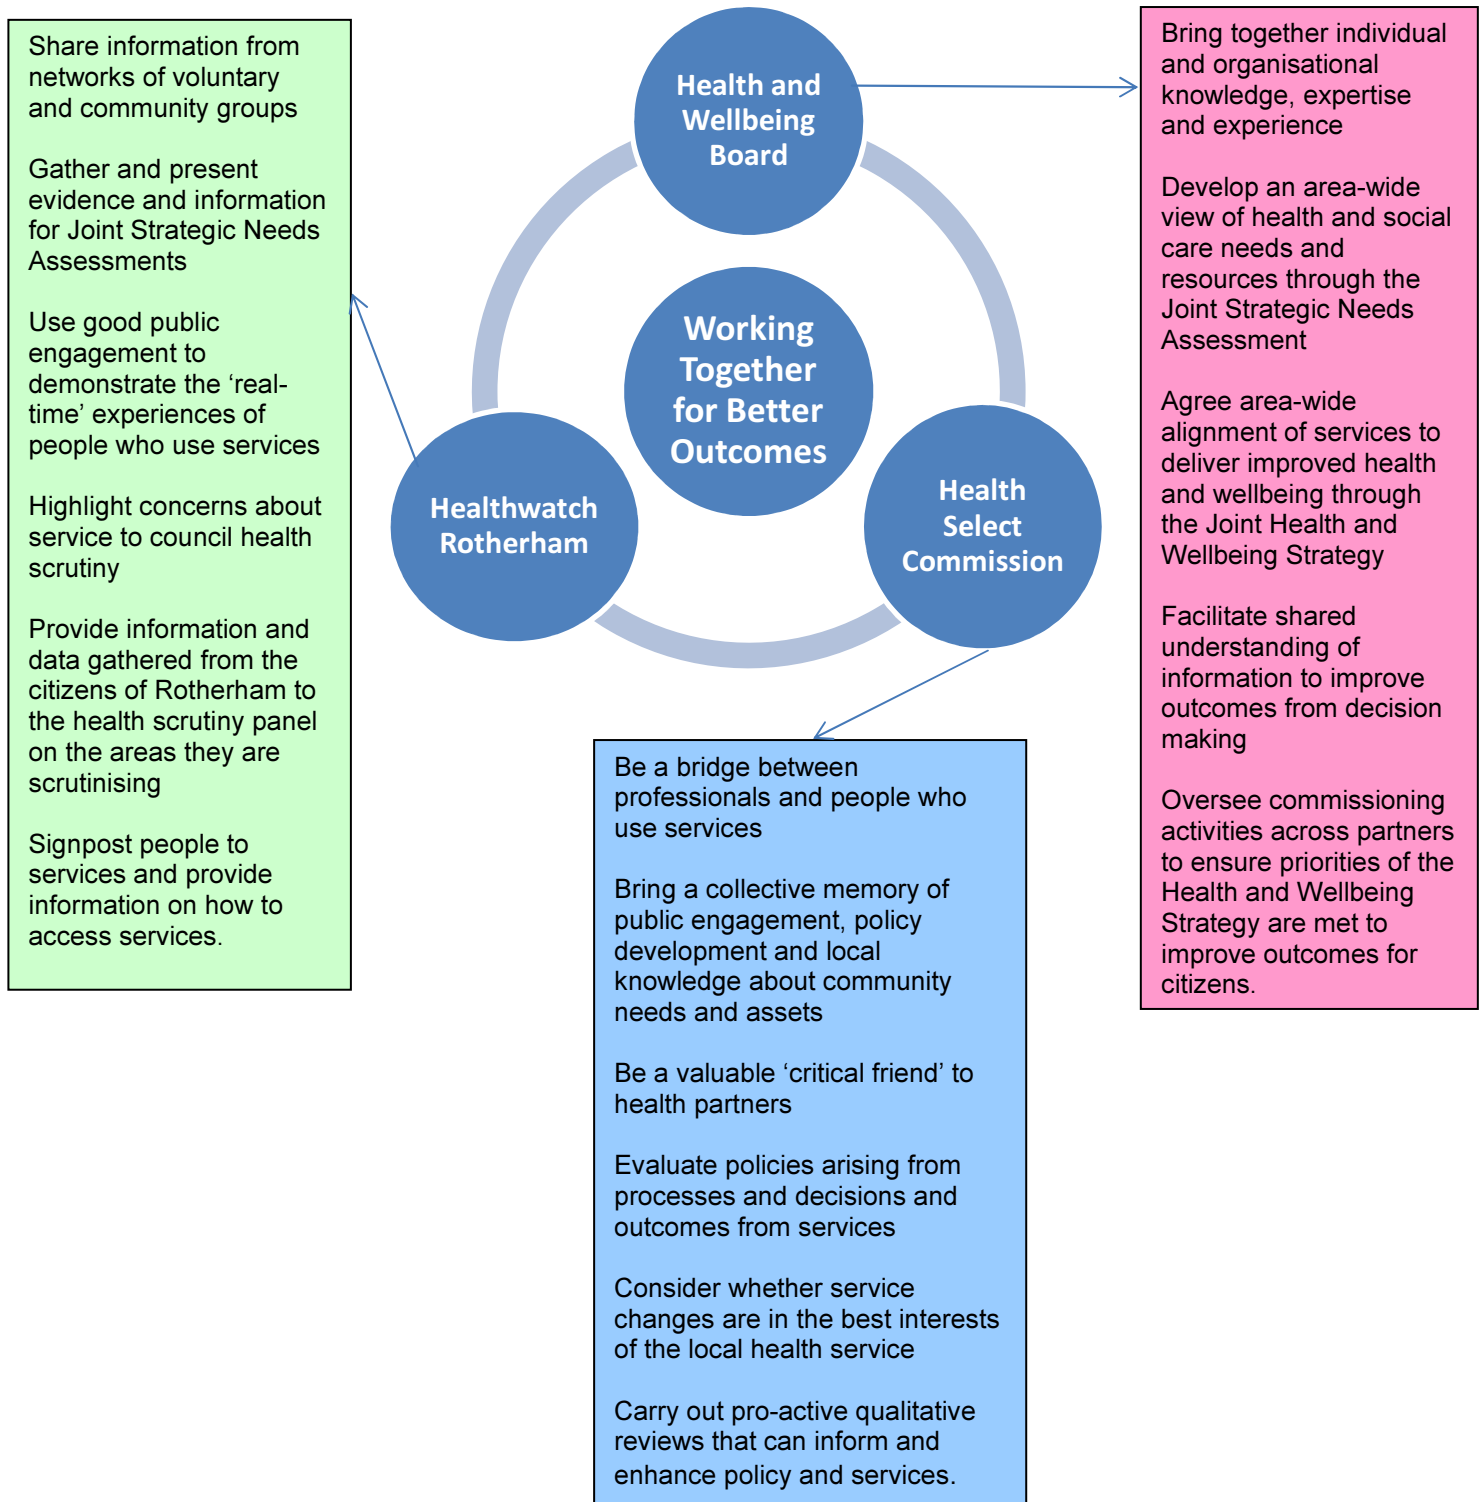 Share information from
networks of voluntary
and community groups
Gather and present
evidence and information
for Joint Strategic Needs
Assessments
Use good public
engagement to
demonstrate the ‘real-
time’ experiences of
people who use services
Highlight concerns about
service to council health
scrutiny
Provide information and
data gathered from the
citizens of Rotherham to
the health scrutiny panel
on the areas they are
scrutinising
Signpost people to
services and provide
information on how to
access services.
Health and
Wellbeing
Board
Working
Together
for Better
Outcomes
Healthwatch
Rotherham
Health
Select
Commission
Bring together individual
and organisational
knowledge, expertise
and experience
Develop an area-wide
view of health and social
care needs and
resources through the
Joint Strategic Needs
Assessment
Agree area-wide
alignment of services to
deliver improved health
and wellbeing through
the Joint Health and
Wellbeing Strategy
Facilitate shared
understanding of
information to improve
outcomes from decision
making
Oversee commissioning
activities across partners
to ensure priorities of the
Health and Wellbeing
Strategy are met to
improve outcomes for
citizens.
Be a bridge between
professionals and people who
use services
Bring a collective memory of
public engagement, policy
development and local
knowledge about community
needs and assets
Be a valuable ‘critical friend’ to
health partners
Evaluate policies arising from
processes and decisions and
outcomes from services
Consider whether service
changes are in the best interests
of the local health service
Carry out pro-active qualitative
reviews that can inform and
enhance policy and services.